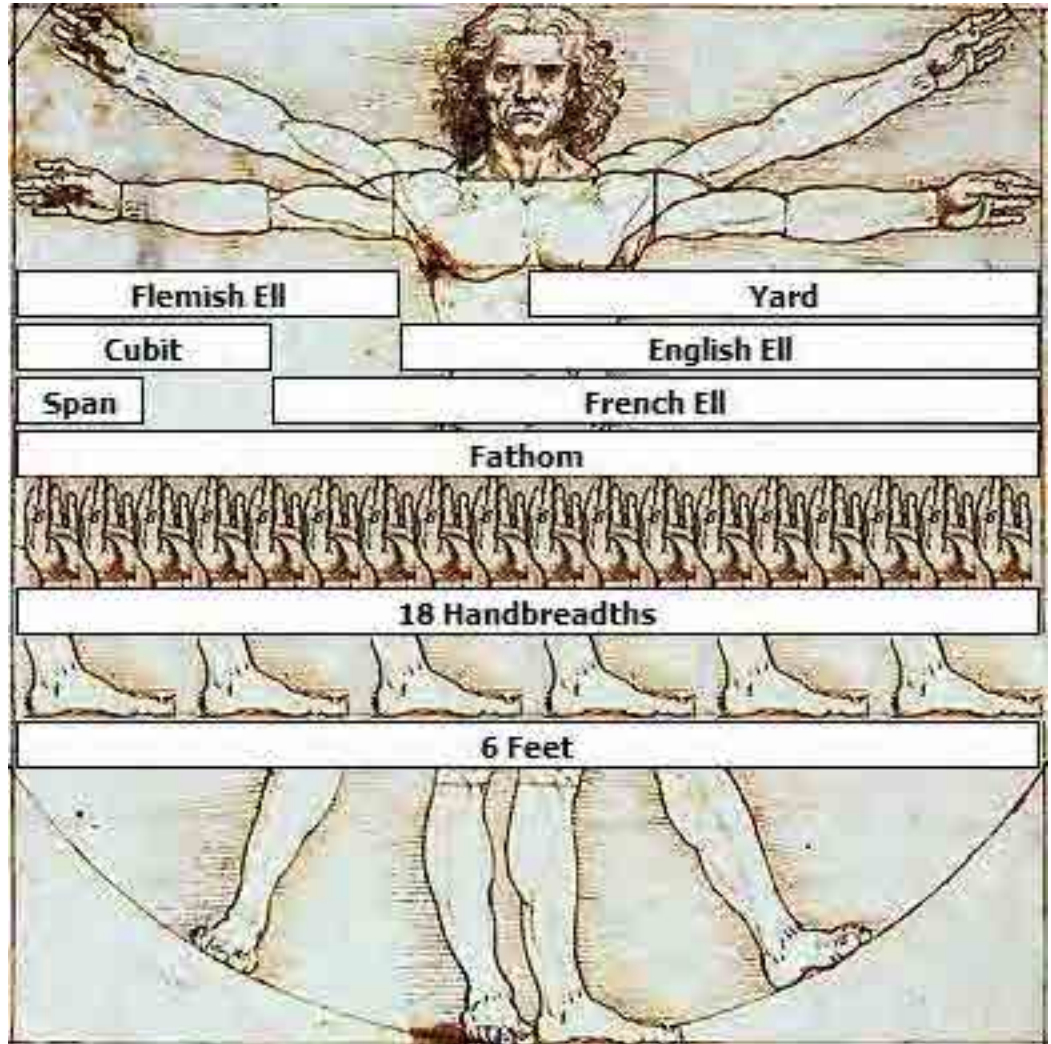 Flemish Ell
Yard
Cubit
English Ell
Span
French Ell
Fathom
18 Handbreadths
6 Feet